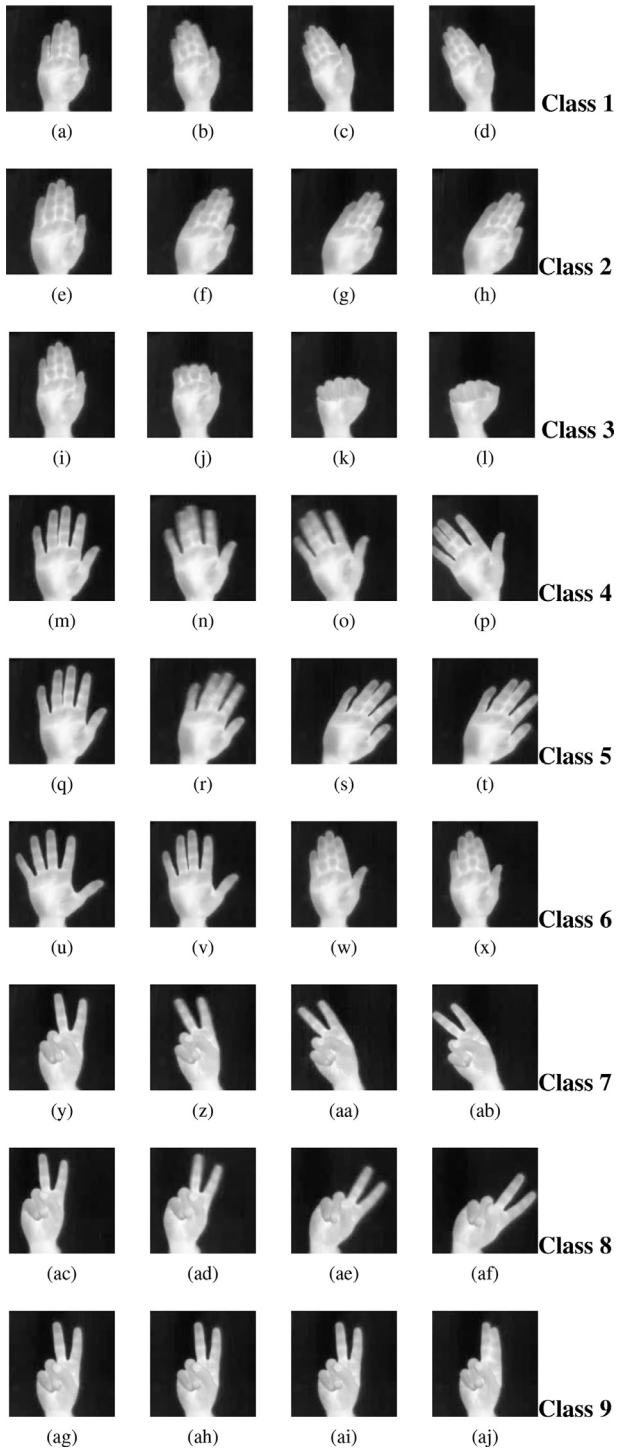 Class 1
(a) (b) (c) (d)
Class 2
(e) (f) (g) (h)
Class 3
(i) (j) (k) (l)
Class 4
(m) (n) (o) (p)
Class 5
(q) (r) (s) (t)
Class 6
(u) (v) (w) (x)
Class 7
(y) (z) (aa) (ab)
Class 8
(ac) (ad) (ae) (af)
Class 9
(ag) (ah) (ai) (aj)